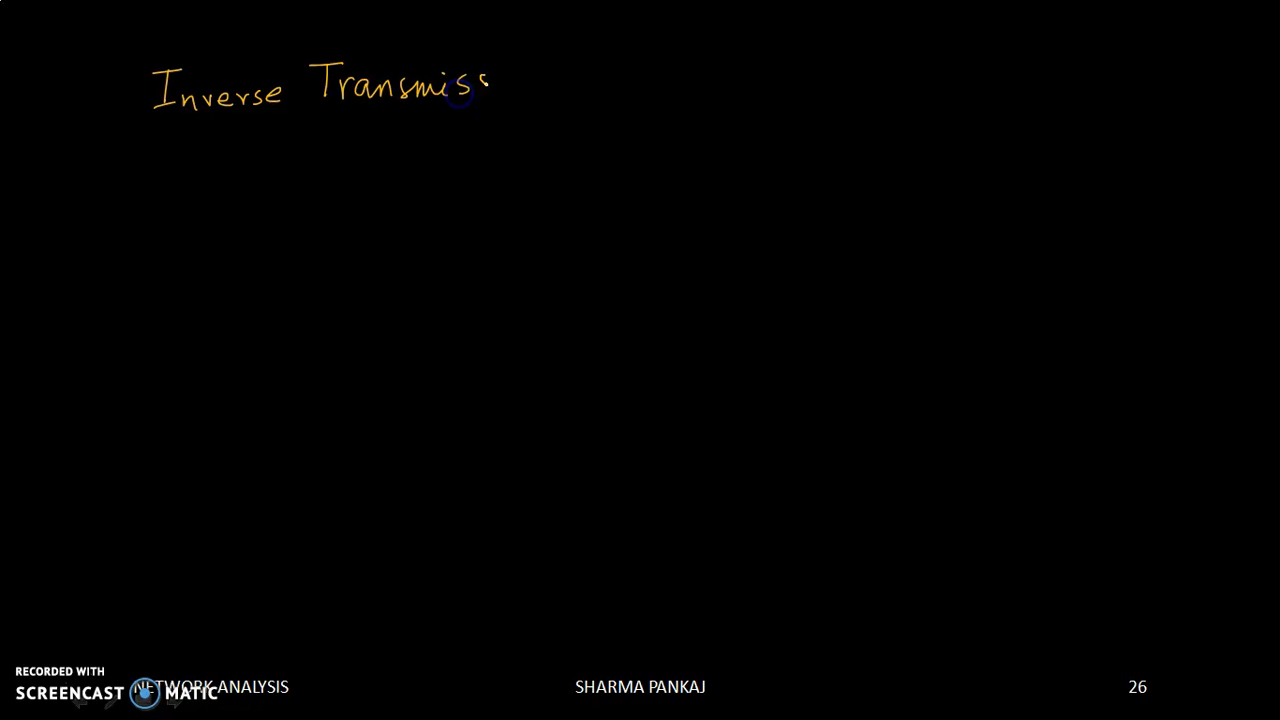 Inverse Transmiss
RECORDED WITH
SCREENCAST MATIC
NETWORK ANALYSIS
SHARMA PANKAJ
26